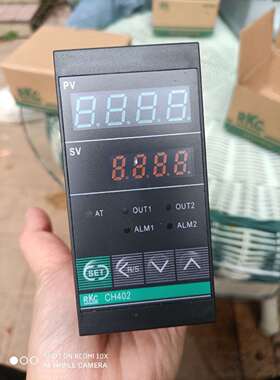 RKC
PV
8.8.8.8
SV
8.8.8.8
AT
OUT1
OUT2
ALM1
ALM2
SET
R/S
RKC
CH402
SHOT ON REDMI 10X
AI TRIPLE CAMERA